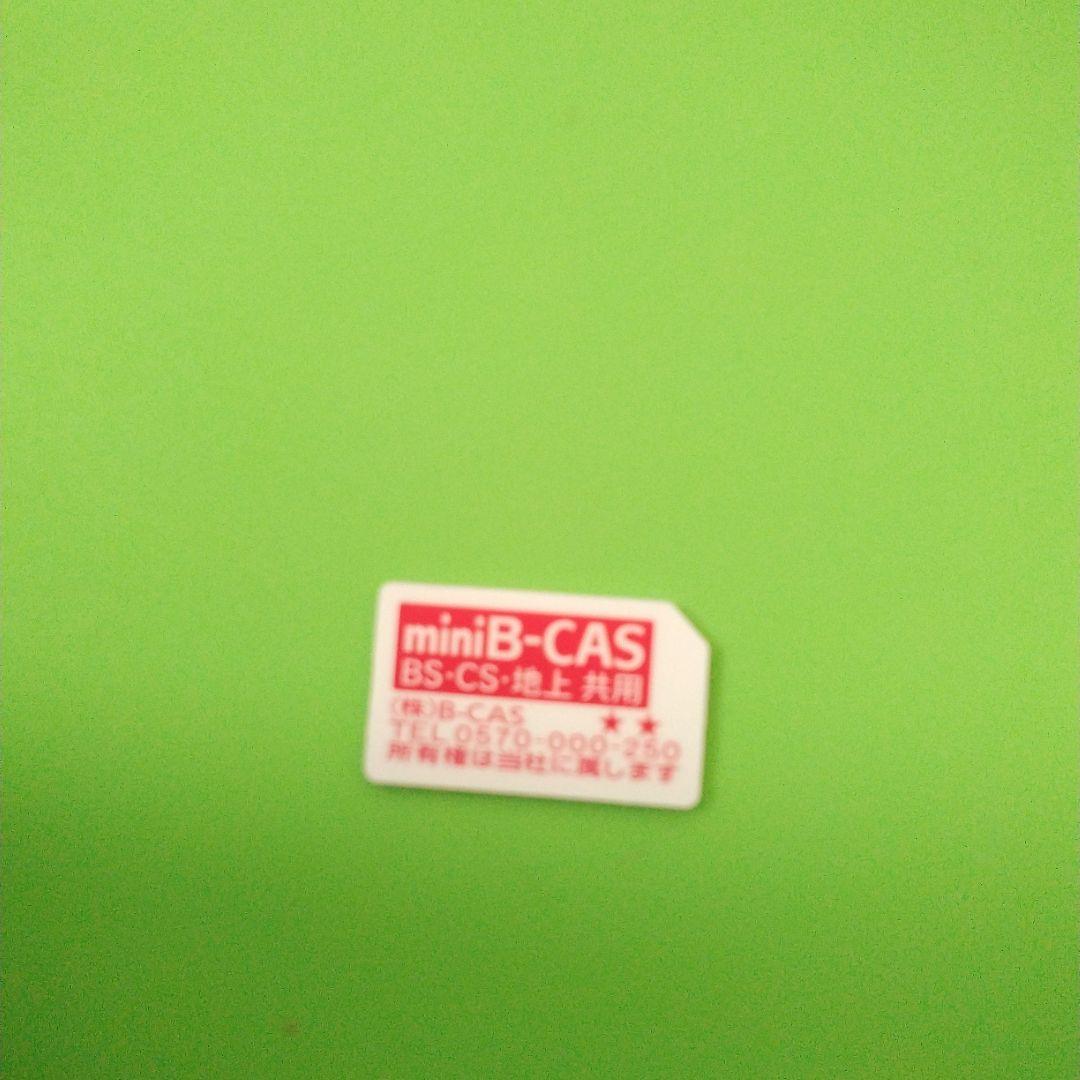 miniB-CAS
BS·CS·地上 共用
(株)B-CAS ★★
TEL 0570-000-250
所有権は当社に属します